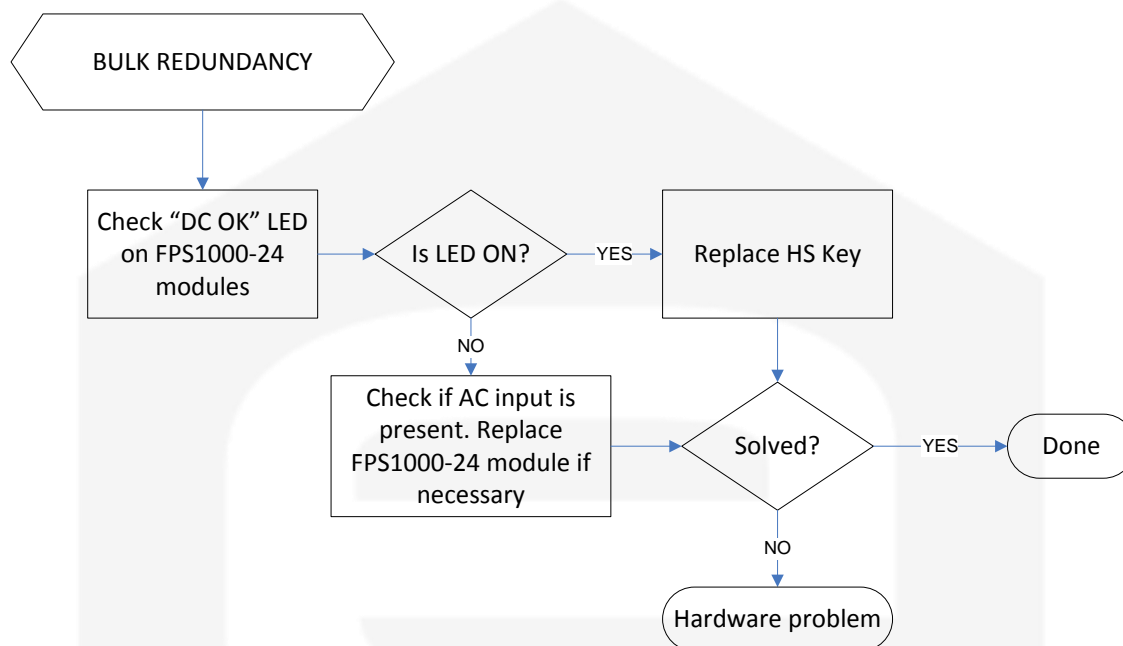 BULK REDUNDANCY
Check “DC OK” LED
on FPS1000-24
modules
Is LED ON?
YES
Replace HS Key
NO
Check if AC input is
present. Replace
FPS1000-24 module if
necessary
Solved?
YES
Done
NO
Hardware problem